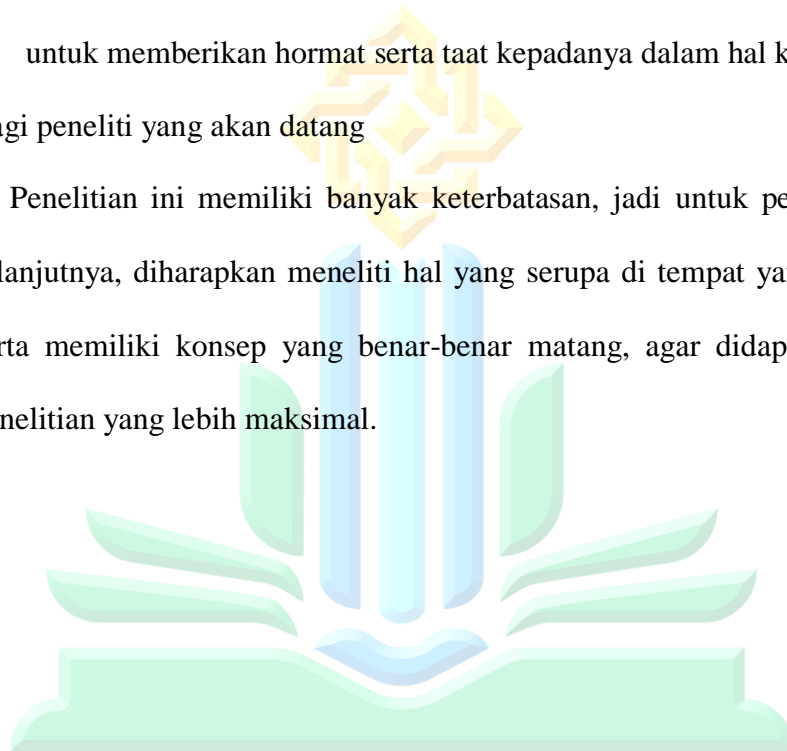 untuk memberikan hormat serta taat kepadanya dalam hal k
agi peneliti yang akan datang
Penelitian ini memiliki banyak keterbatasan, jadi untuk pe
lanjutnya, diharapkan meneliti hal yang serupa di tempat ya
rta memiliki konsep yang benar-benar matang, agar didap
nelitian yang lebih maksimal.